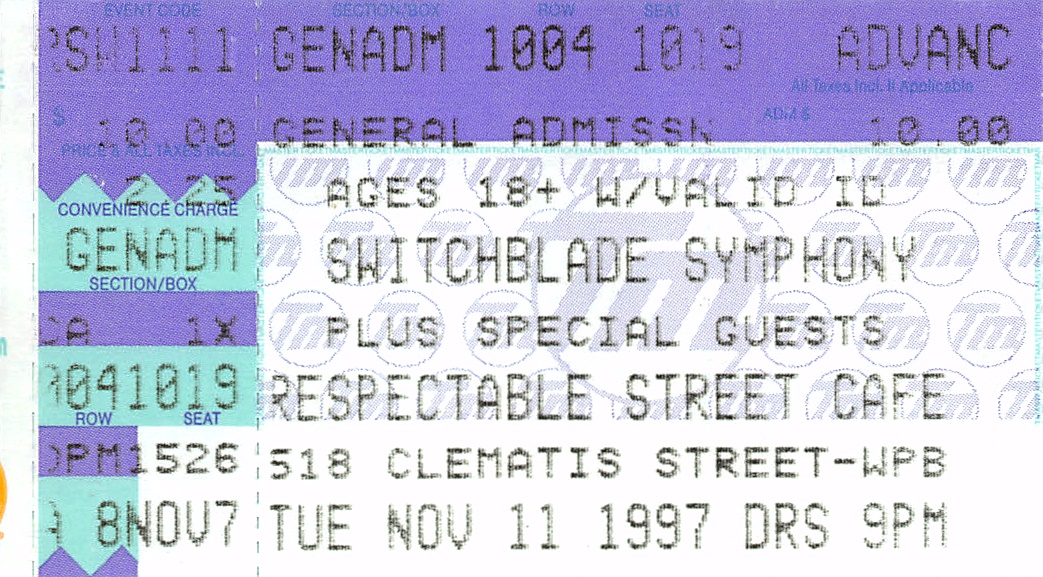 EVENT CODE SECTION/BOX ROW SEAT
SW1111 GENADM 1004 1019 ADVANC
All Taxes Incl. If Applicable
$ ADM $
10.00 GENERAL ADMISSN 10.00
PRICE & ALL TAXES INCL.
2.25 AGES 18+ W/VALID ID
CONVENIENCE CHARGE
GENADM SWITCHBLADE SYMPHONY
SECTION/BOX
CA 1X PLUS SPECIAL GUESTS
0041019 RESPECTABLE STREET CAFE
ROW SEAT
PM1526 518 CLEMATIS STREET-WPB
8NOV7 TUE NOV 11 1997 DRS 9PM